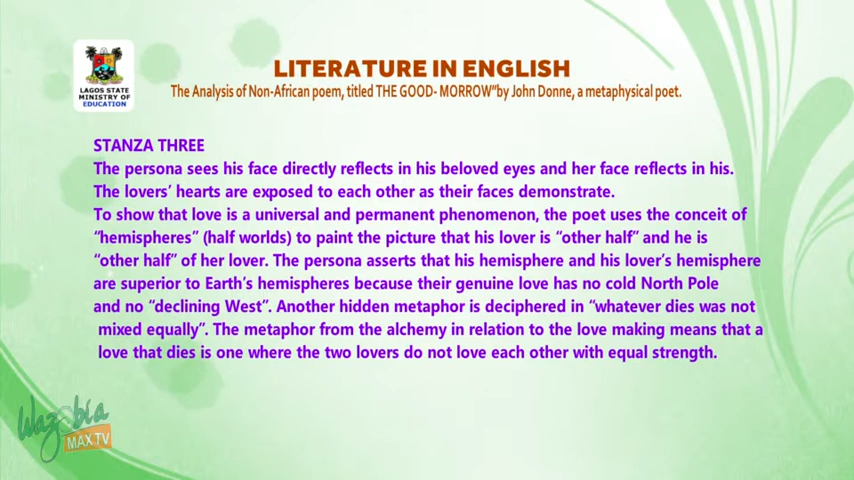 LAGOS STATE
MINISTRY OF
EDUCATION
LITERATURE IN ENGLISH
The Analysis of Non-African poem, titled THE GOOD- MORROW"by John Donne, a metaphysical poet.
STANZA THREE
The persona sees his face directly reflects in his beloved eyes and her face reflects in his.
The lovers' hearts are exposed to each other as their faces demonstrate.
To show that love is a universal and permanent phenomenon, the poet uses the conceit of
"hemispheres" (half worlds) to paint the picture that his lover is "other half" and he is
"other half" of her lover. The persona asserts that his hemisphere and his lover's hemisphere
are superior to Earth's hemispheres because their genuine love has no cold North Pole
and no "declining West". Another hidden metaphor is deciphered in "whatever dies was not
mixed equally". The metaphor from the alchemy in relation to the love making means that a
love that dies is one where the two lovers do not love each other with equal strength.
Wazobia
MAX TV